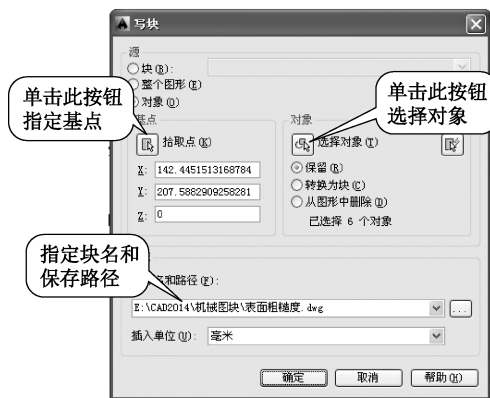 写块
源
块(B):
整个图形(E)
对象(O)
单击此按钮
指定基点
单击此按钮
选择对象
基点
拾取点(K)
X: 142.4451513168784
Y: 207.5882909258281
Z: 0
对象
选择对象(T)
保留(R)
转换为块(C)
从图形中删除(D)
已选择 6 个对象
指定块名和
保存路径
名和路径(F):
E:\CAD2014\机械图块\表面粗糙度.dwg
...
插入单位(U): 毫米
确定 取消 帮助(H)